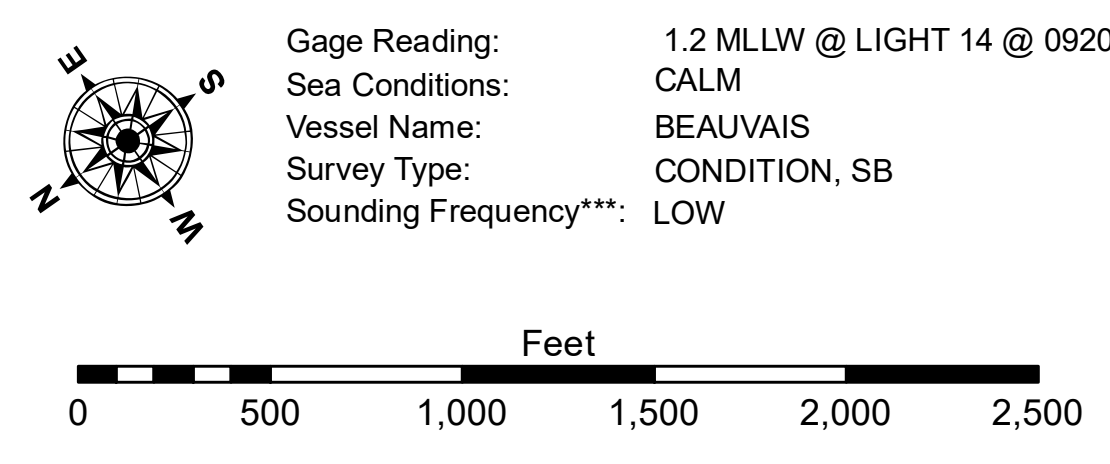 E
S
N
W
Gage Reading: 1.2 MLLW @ LIGHT 14 @ 0920
Sea Conditions: CALM
Vessel Name: BEAUVAIS
Survey Type: CONDITION, SB
Sounding Frequency***: LOW
Feet
0 500 1,000 1,500 2,000 2,500